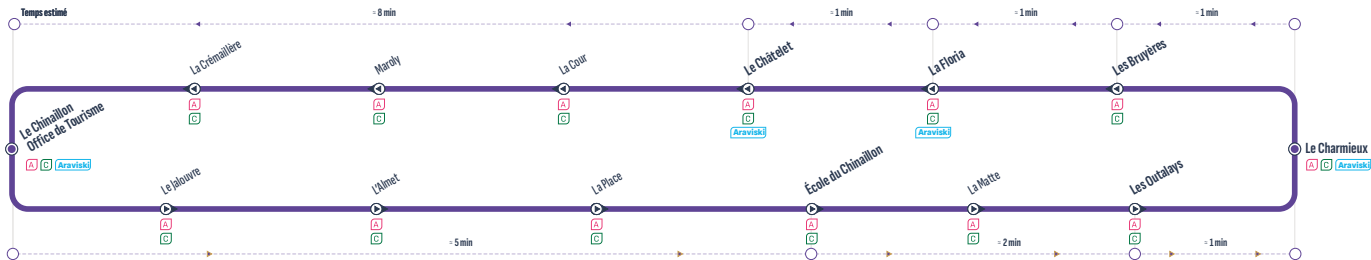 Temps estimé
≈ 8 min
≈ 1 min
≈ 1 min
≈ 1 min
La Crémaillère
Maroly
La Cour
Le Châtelet
La Floria
Les Bruyères
A
C
A
C
A
C
A
C
Araviski
A
C
Araviski
A
C
Le Chinaillon
Office de Tourisme
A C Araviski
Le Charmieux
A C Araviski
Le Jalouvre
L'Almet
La Place
École du Chinaillon
La Matte
Les Outalays
A
C
A
C
A
C
A
C
A
C
A
C
≈ 5 min
≈ 2 min
≈ 1 min